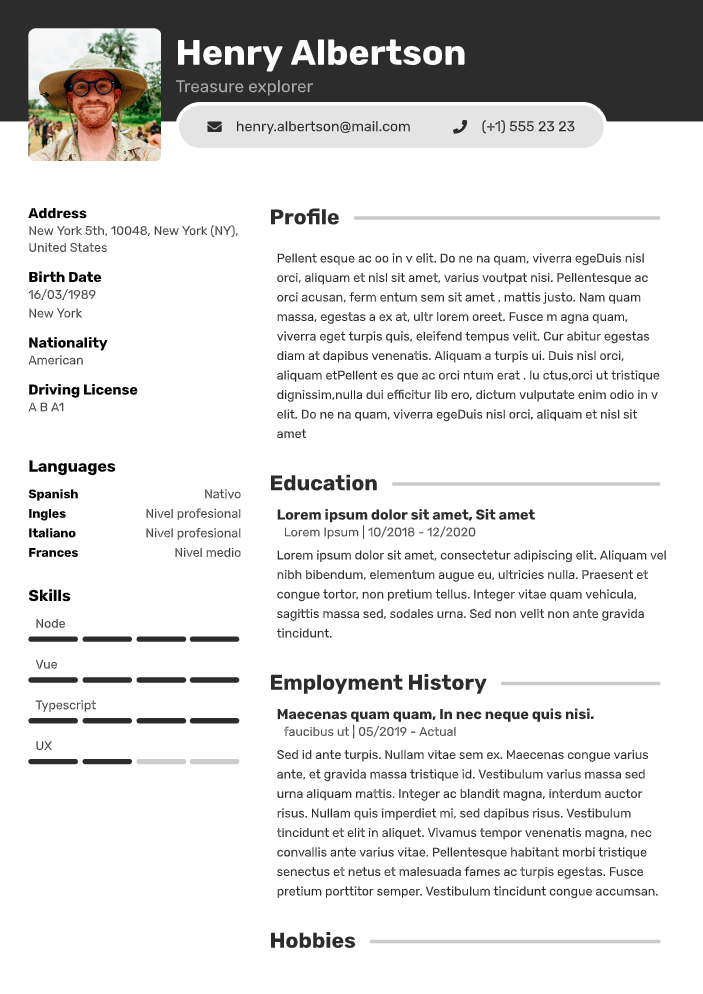 Henry Albertson
Treasure explorer
henry.albertson@mail.com
(+1) 555 23 23
Address
New York 5th, 10048, New York (NY),
United States
Birth Date
16/03/1989
New York
Nationality
American
Driving License
A B A1
Languages
Spanish Nativo
Ingles Nivel profesional
Italiano Nivel profesional
Frances Nivel medio
Skills
Node
Vue
Typescript
UX
Profile
Pellent esque ac oo in v elit. Do ne na quam, viverra egeDuis nisl
orci, aliquam et nisl sit amet, varius voutpat nisi. Pellentesque ac
orci acusan, ferm entum sem sit amet , mattis justo. Nam quam
massa, egestas a ex at, ultr lorem oreet. Fusce m agna quam,
viverra eget turpis quis, eleifend tempus velit. Cur abitur egestas
diam at dapibus venenatis. Aliquam a turpis ui. Duis nisl orci,
aliquam etPellent es que ac orci ntum erat . lu ctus,orci ut tristique
dignissim,nulla dui efficitur lib ero, dictum vulputate enim odio in v
elit. Do ne na quam, viverra egeDuis nisl orci, aliquam et nisl sit
amet
Education
Lorem ipsum dolor sit amet, Sit amet
Lorem Ipsum | 10/2018 - 12/2020
Lorem ipsum dolor sit amet, consectetur adipiscing elit. Aliquam vel
nibh bibendum, elementum augue eu, ultricies nulla. Praesent et
congue tortor, non pretium tellus. Integer vitae quam vehicula,
sagittis massa sed, sodales urna. Sed non velit non ante gravida
tincidunt.
Employment History
Maecenas quam quam, In nec neque quis nisi.
faucibus ut | 05/2019 - Actual
Sed id ante turpis. Nullam vitae sem ex. Maecenas congue varius
ante, et gravida massa tristique id. Vestibulum varius massa sed
urna aliquam mattis. Integer ac blandit magna, interdum auctor
risus. Nullam quis imperdiet mi, sed dapibus risus. Vestibulum
tincidunt et elit in aliquet. Vivamus tempor venenatis magna, nec
convallis ante varius vitae. Pellentesque habitant morbi tristique
senectus et netus et malesuada fames ac turpis egestas. Fusce
pretium porttitor semper. Vestibulum tincidunt congue accumsan.
Hobbies